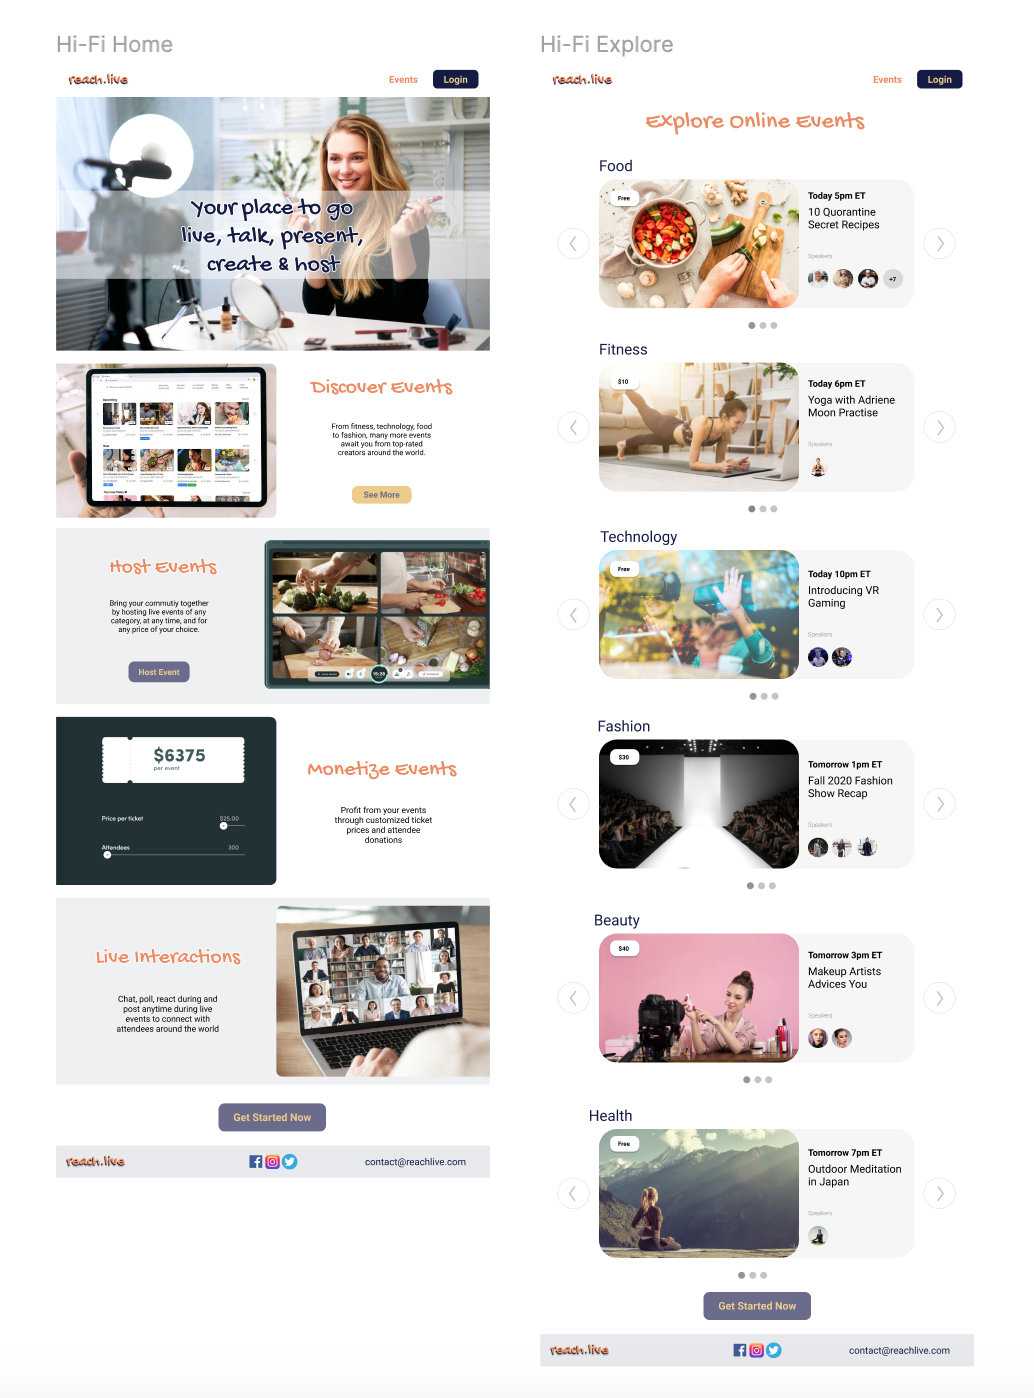 Hi-Fi Home
reach.live
Events
Login
Your place to go
live, talk, present,
create & host
Upcoming
Discover Events
From fitness, technology, food
to fashion, many more events
await you from top-rated
creators around the world.
See More
Host Events
Bring your commutiy together
by hosting live events of any
category, at any time, and for
any price of your choice.
Host Event
19:28
$6375
per event
Price per ticket
$25.00
Attendees
300
Monetize Events
Profit from your events
through customized ticket
prices and attendee
donations
Live Interactions
Chat, poll, react during and
post anytime during live
events to connect with
attendees around the world
Get Started Now
reach.live
contact@reachlive.com
Hi-Fi Explore
reach.live
Events
Login
Explore Online Events
Food
Free
Today 5pm ET
10 Quorantine
Secret Recipes
Speakers
+7
Fitness
$10
Today 6pm ET
Yoga with Adriene
Moon Practise
Speakers
Technology
Free
Today 10pm ET
Introducing VR
Gaming
Speakers
Fashion
$30
Tomorrow 1pm ET
Fall 2020 Fashion
Show Recap
Speakers
Beauty
$40
Tomorrow 3pm ET
Makeup Artists
Advices You
Speakers
Health
Free
Tomorrow 7pm ET
Outdoor Meditation
in Japan
Speakers
Get Started Now
reach.live
contact@reachlive.com